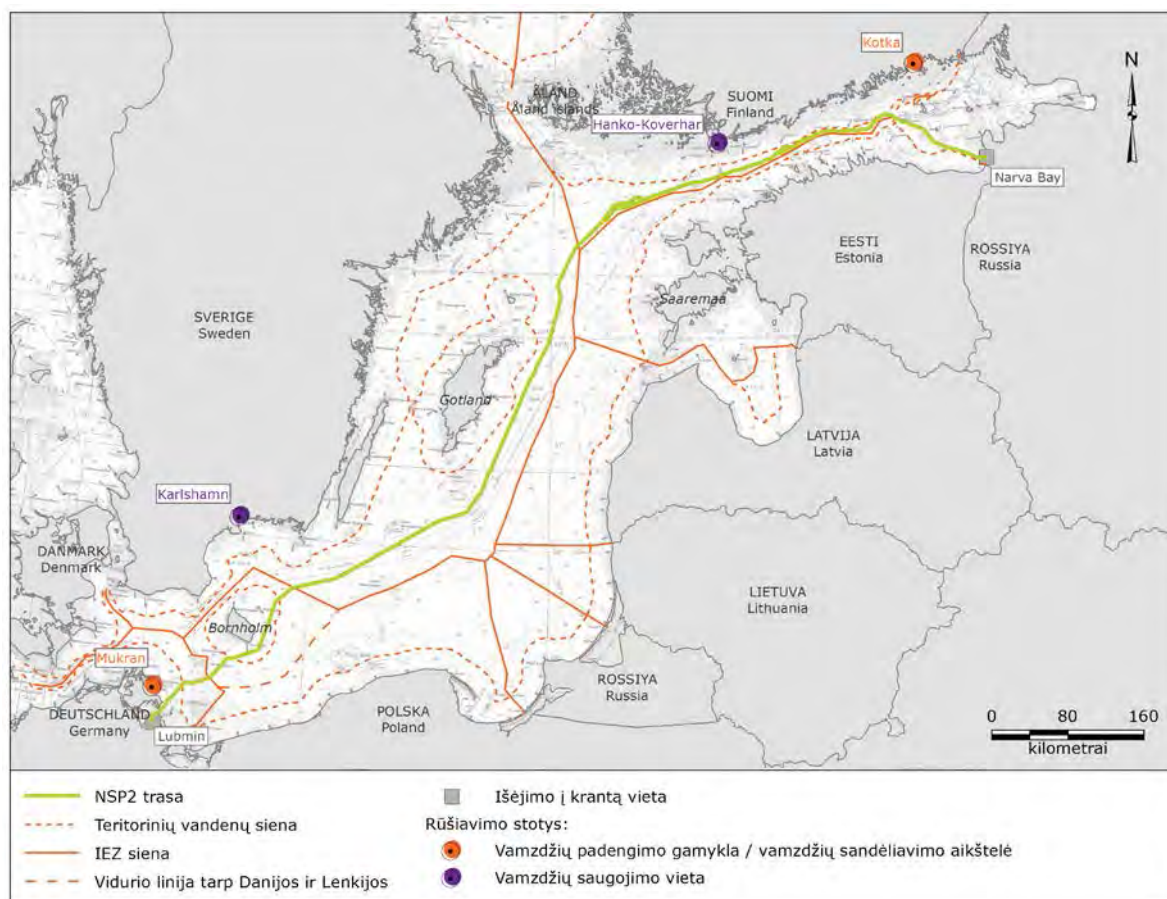 Kotka
N
ÅLAND
Åland islands
SUOMI
Finland
Hanko-Koverhar
Narva Bay
EESTI
Estonia
ROSSIYA
Russia
SVERIGE
Sweden
Saaremaa
Gotland
LATVIJA
Latvia
Karlshamn
DANMARK
Denmark
LIETUVA
Lithuania
Bornholm
Mukran
ROSSIYA
Russia
DEUTSCHLAND
Germany
POLSKA
Poland
Lubmin
0 80 160
kilometrai
NSP2 trasa
Teritorinių vandenų siena
IEZ siena
Vidurio linija tarp Danijos ir Lenkijos
Išėjimo į krantą vieta
Rūšiavimo stotys:
Vamzdžių padengimo gamykla / vamzdžių sandėliavimo aikštelė
Vamzdžių saugojimo vieta